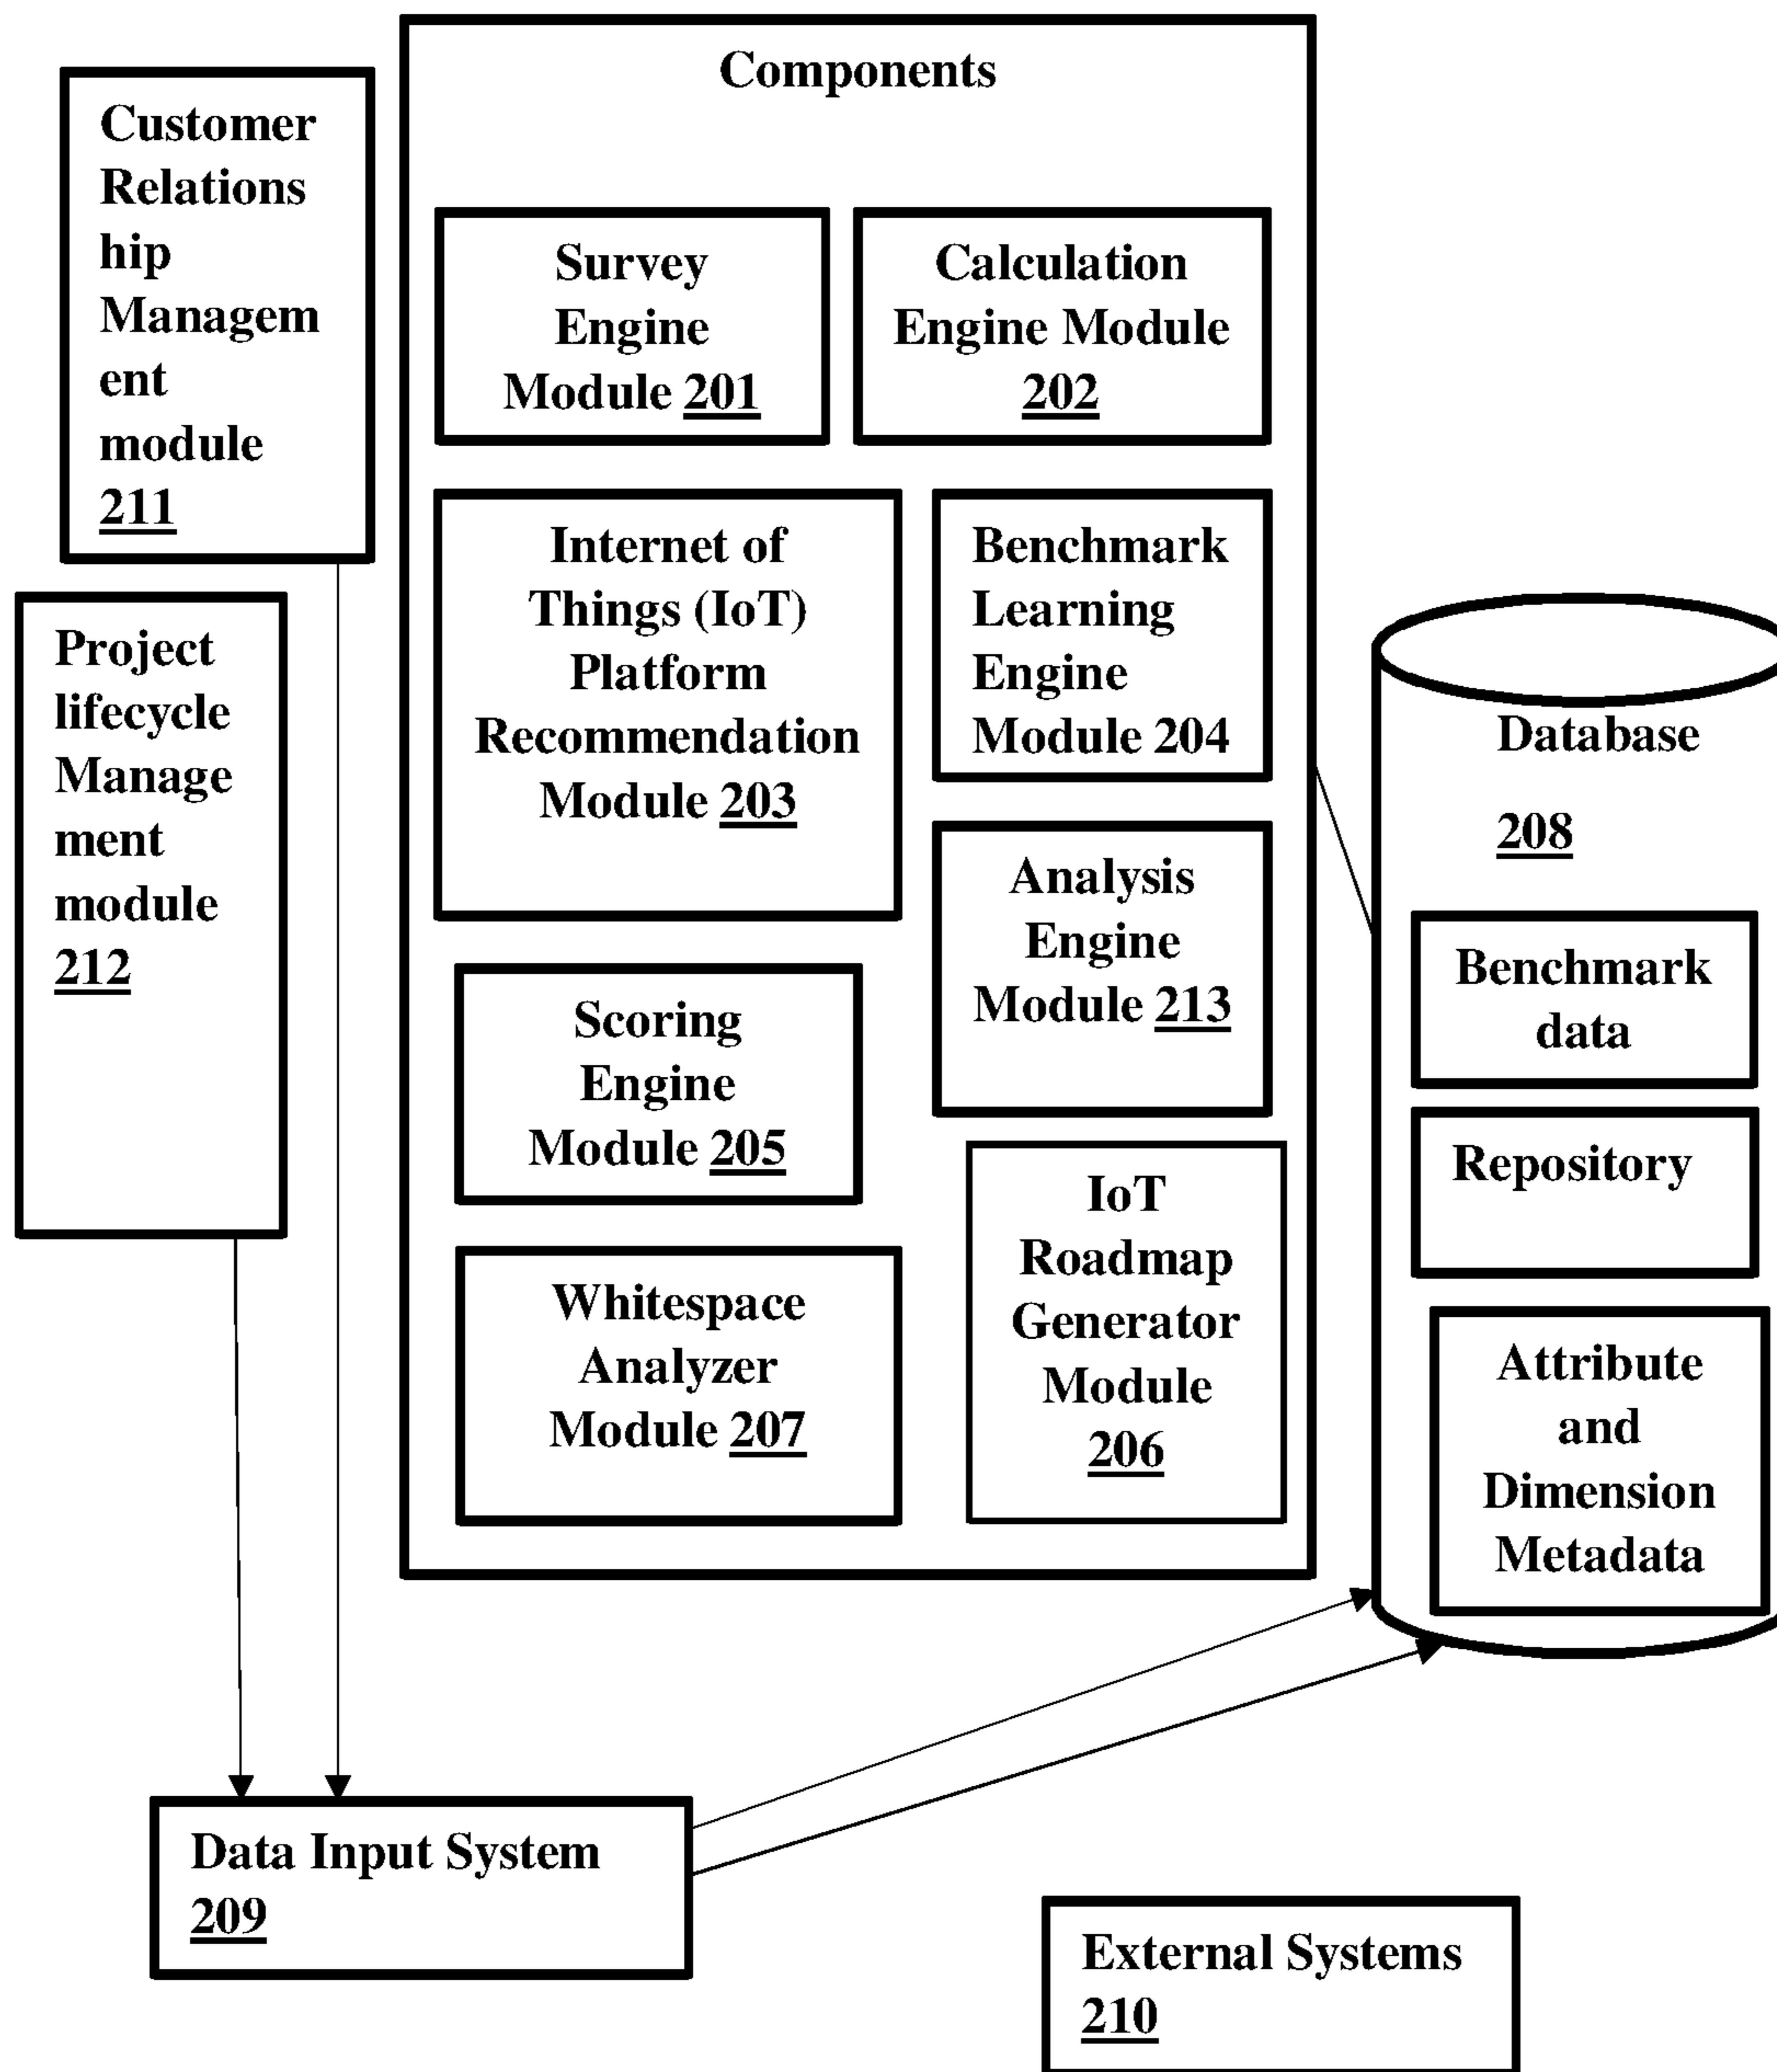 Components
Customer
Relations
hip
Managem
ent
module
211
Survey
Engine
Module 201
Calculation
Engine Module
202
Internet of
Things (IoT)
Platform
Recommendation
Module 203
Benchmark
Learning
Engine
Module 204
Project
lifecycle
Manage
ment
module
212
Database
208
Analysis
Engine
Module 213
Benchmark
data
Scoring
Engine
Module 205
Repository
IoT
Roadmap
Generator
Module
206
Whitespace
Analyzer
Module 207
Attribute
and
Dimension
Metadata
Data Input System
209
External Systems
210